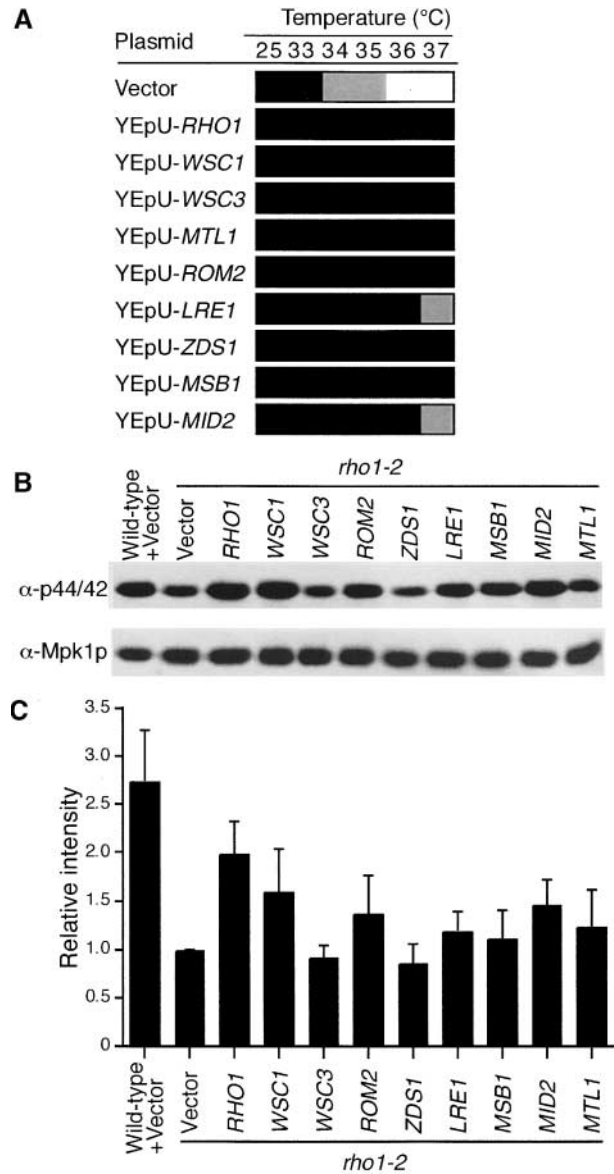 A
Temperature (°C)
Plasmid
25 33 34 35 36 37
Vector
YEpU-RHO1
YEpU-WSC1
YEpU-WSC3
YEpU-MTL1
YEpU-ROM2
YEpU-LRE1
YEpU-ZDS1
YEpU-MSB1
YEpU-MID2
B
rho1-2
Wild-type
+Vector
Vector
RHO1
WSC1
WSC3
ROM2
ZDS1
LRE1
MSB1
MID2
MTL1
α-p44/42
α-Mpk1p
C
Relative intensity
3.5
3.0
2.5
2.0
1.5
1.0
0.5
0
Wild-type
+Vector
Vector
RHO1
WSC1
WSC3
ROM2
ZDS1
LRE1
MSB1
MID2
MTL1
rho1-2